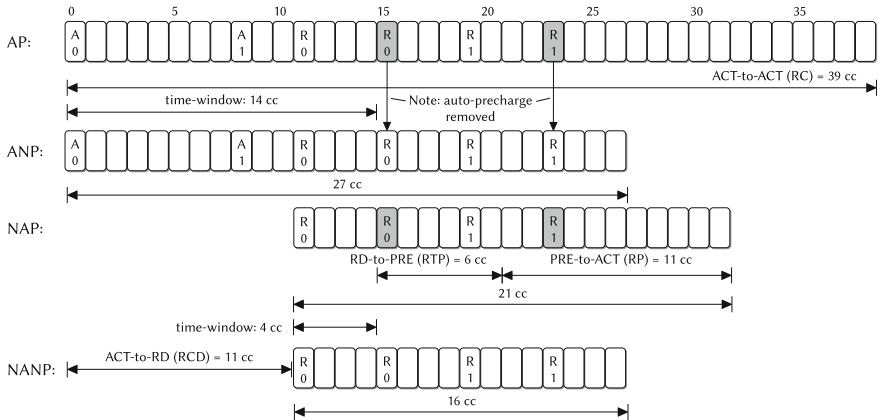 0 5 10 15 20 25 30 35
AP: A 0 A 1 R 0 R 0 R 1 R 1
ACT-to-ACT (RC) = 39 cc
time-window: 14 cc
Note: auto-precharge
removed
ANP: A 0 A 1 R 0 R 0 R 1 R 1
27 cc
NAP: R 0 R 0 R 1 R 1
RD-to-PRE (RTP) = 6 cc PRE-to-ACT (RP) = 11 cc
21 cc
time-window: 4 cc
ACT-to-RD (RCD) = 11 cc
NANP: R 0 R 0 R 1 R 1
16 cc